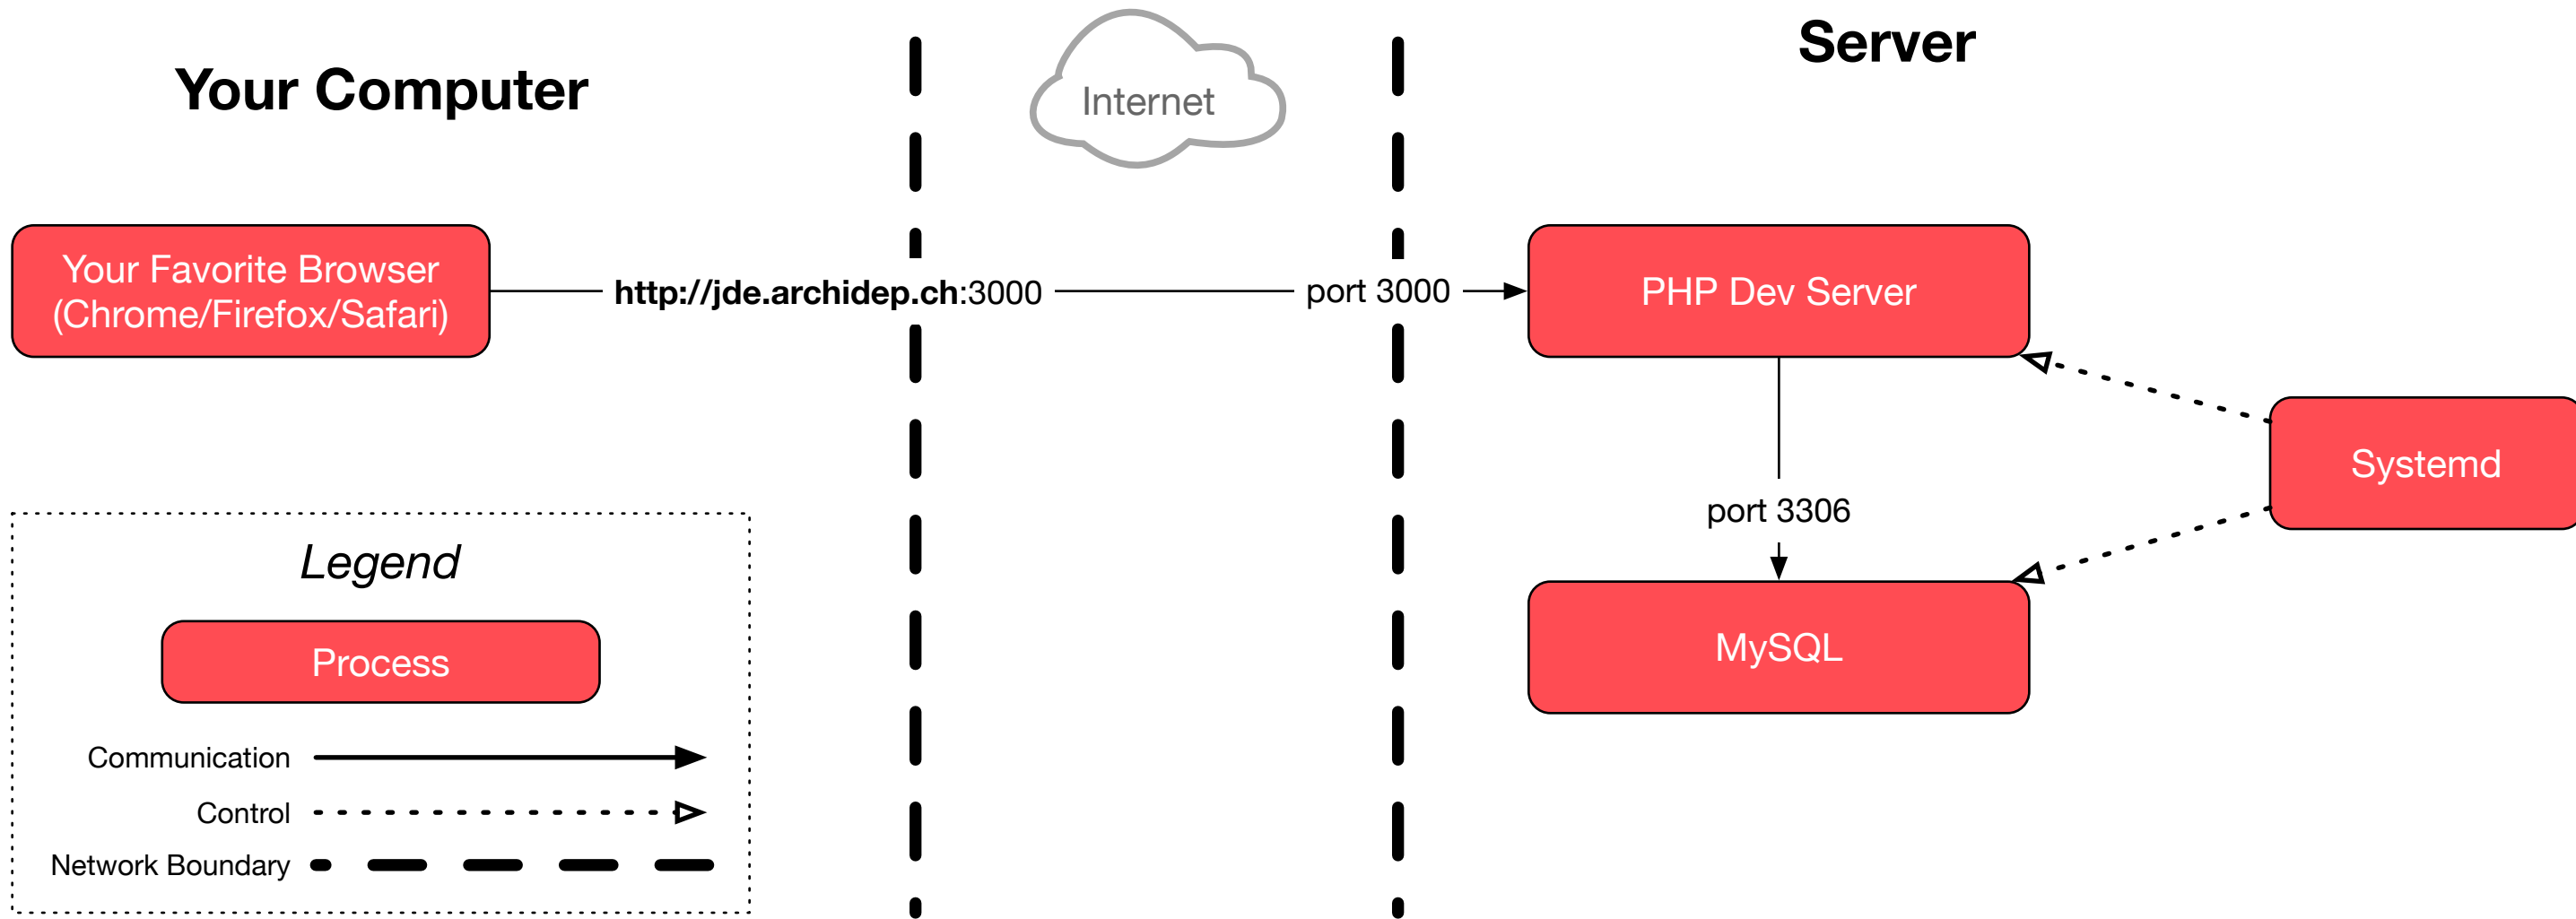 Your Computer
Internet
Server
Your Favorite Browser
(Chrome/Firefox/Safari)
http://jde.archidep.ch:3000
port 3000
PHP Dev Server
Systemd
port 3306
MySQL
Legend
Process
Communication
Control
Network Boundary